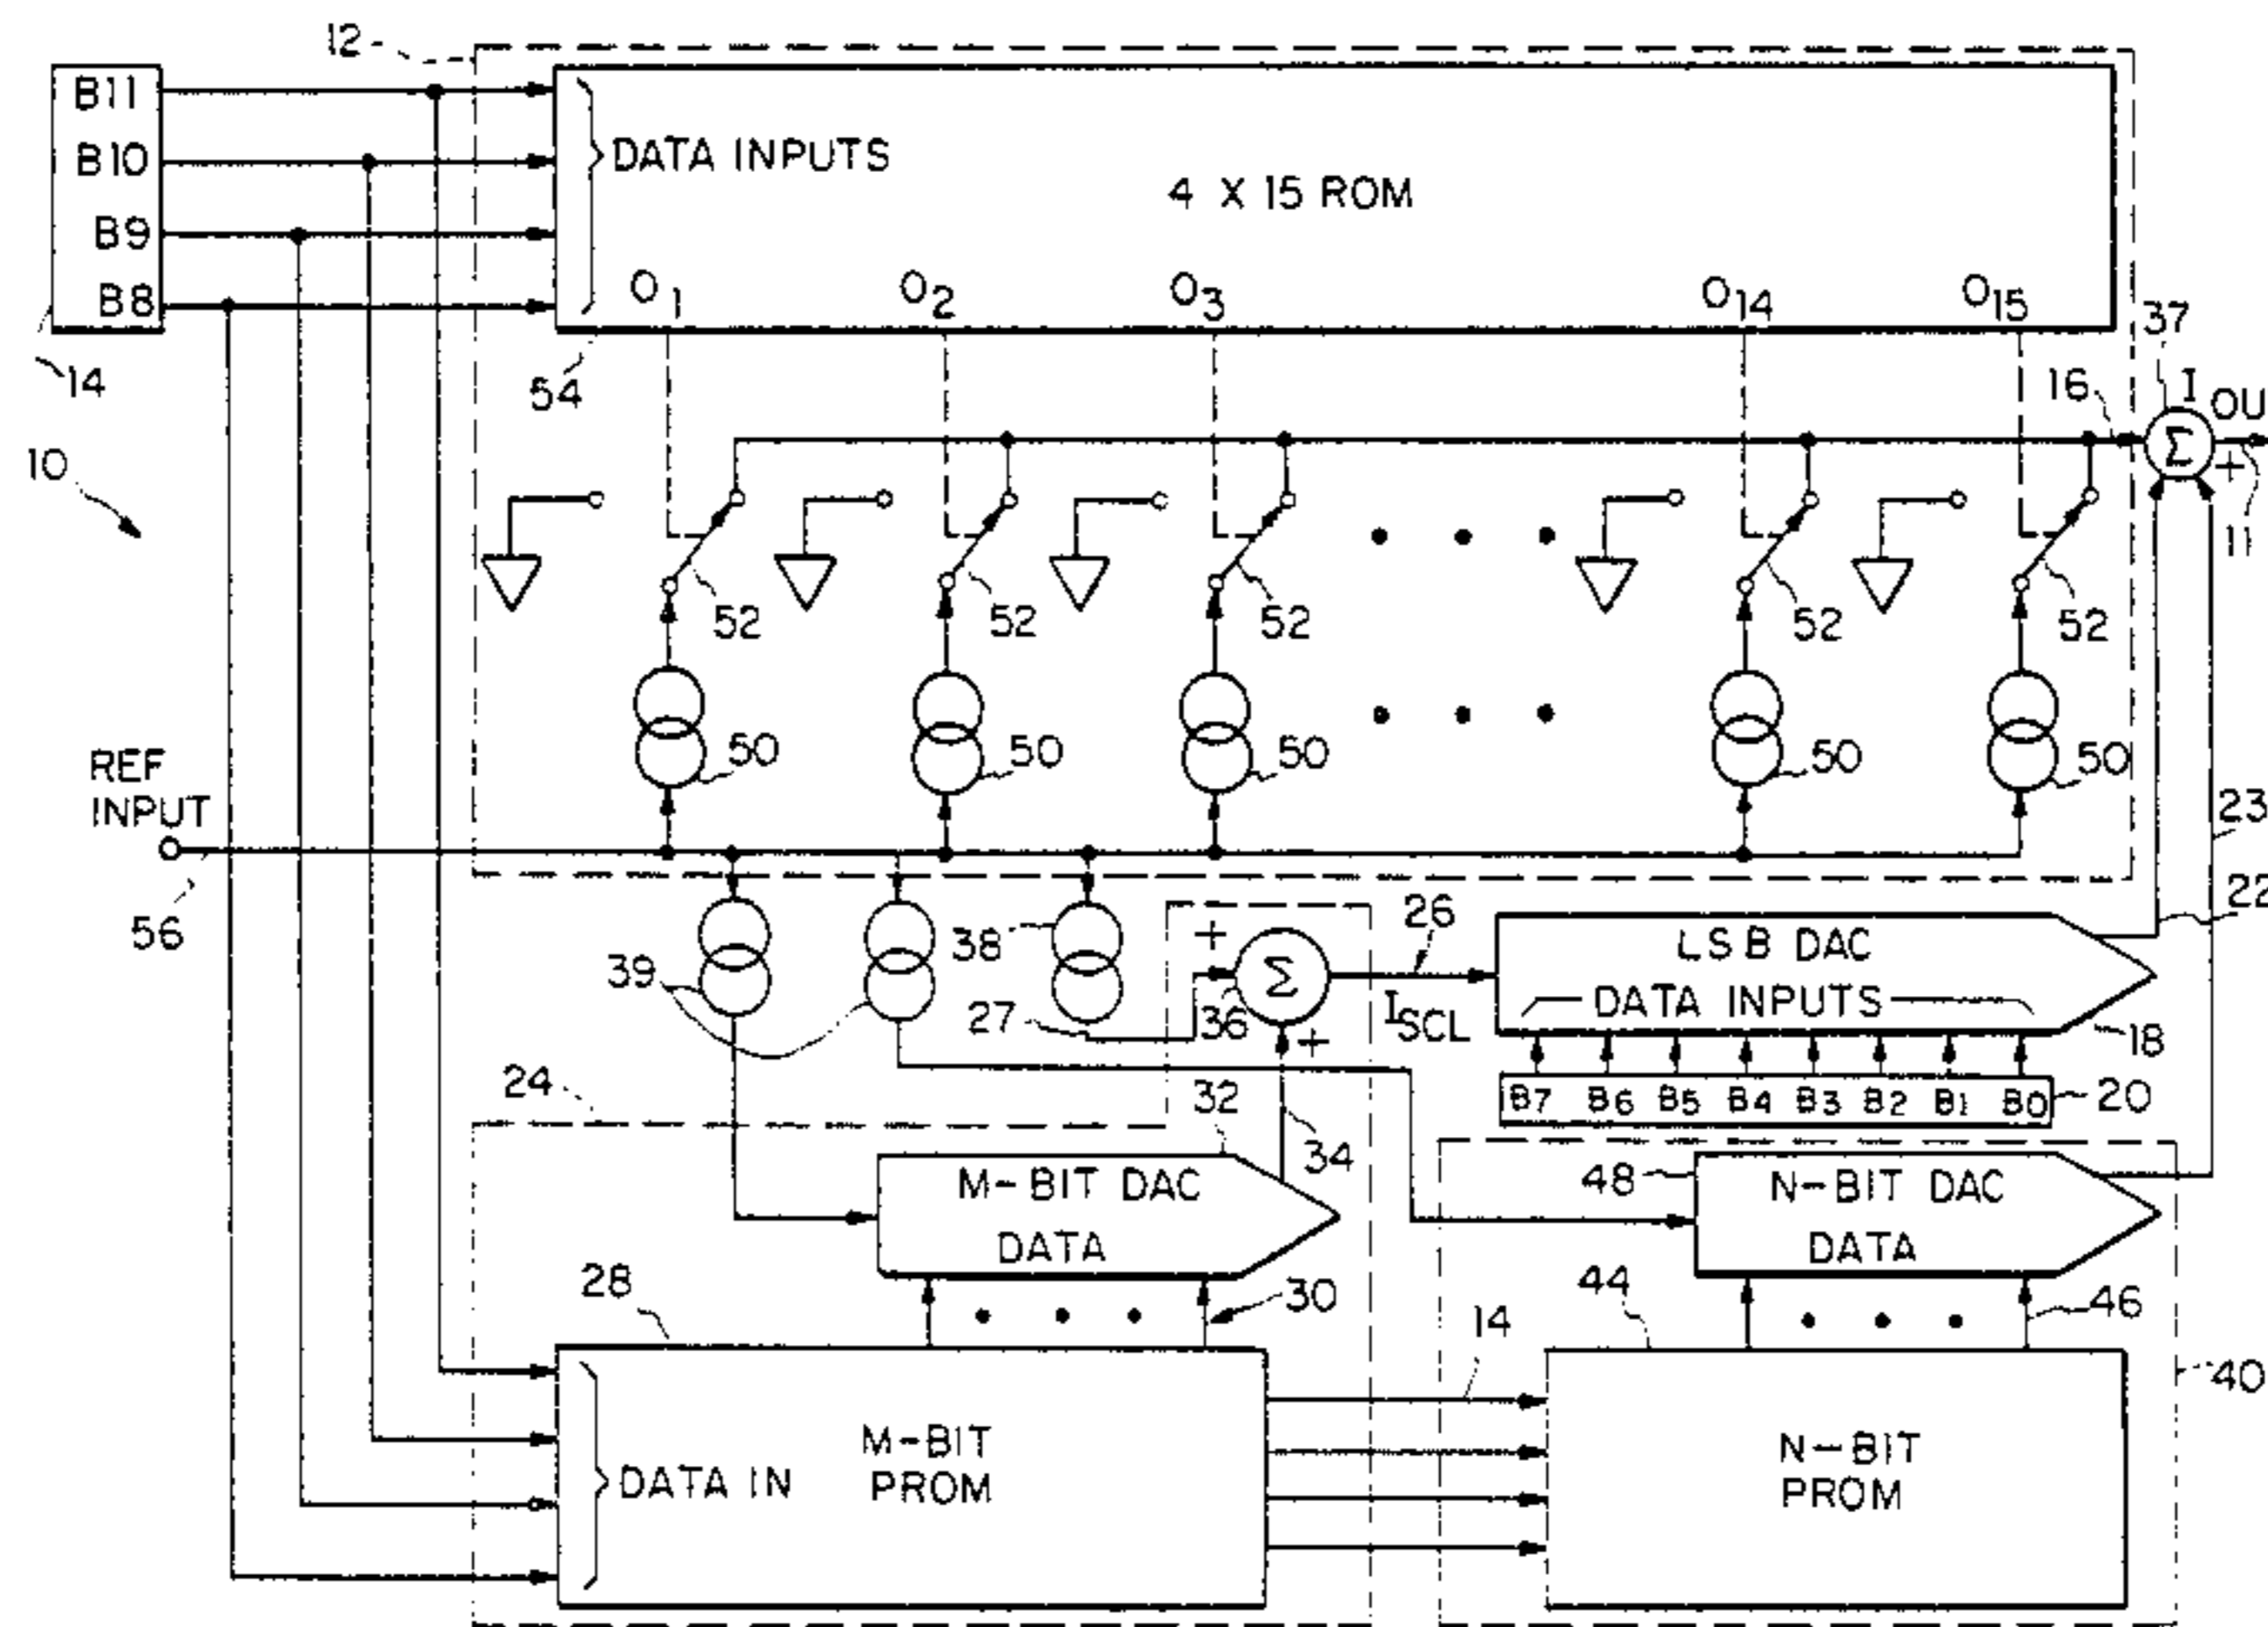 12
B11
B10
B9
B8
14
DATA INPUTS
4 X 15 ROM
O1
O2
O3
O14
O15
54
37
16
I OU
Σ
+
11
10
52
52
52
52
52
50
50
50
50
50
REF
INPUT
56
23
22
39
38
27
+
Σ
36
+
26
ISCL
LSB DAC
DATA INPUTS
18
B7 B6 B5 B4 B3 B2 B1 B0
20
24
32
34
M-BIT DAC
DATA
48
N-BIT DAC
DATA
28
30
44
46
14
40
DATA IN
M-BIT
PROM
N-BIT
PROM